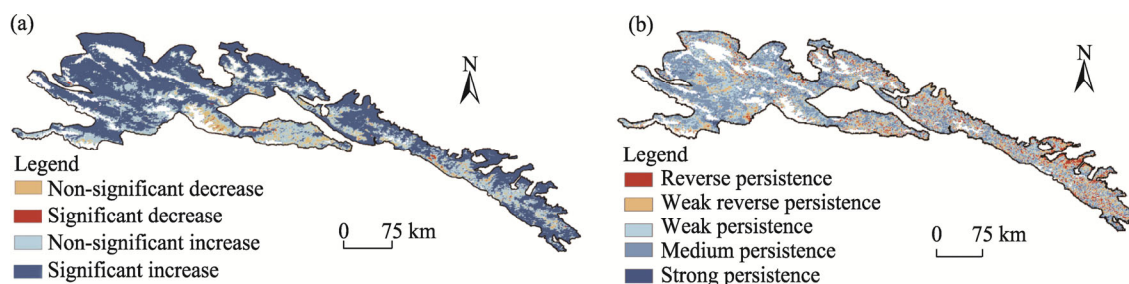 (a)
N
Legend
Non-significant decrease
Significant decrease
Non-significant increase
Significant increase
0 75 km
(b)
N
Legend
Reverse persistence
Weak reverse persistence
Weak persistence
Medium persistence
Strong persistence
0 75 km